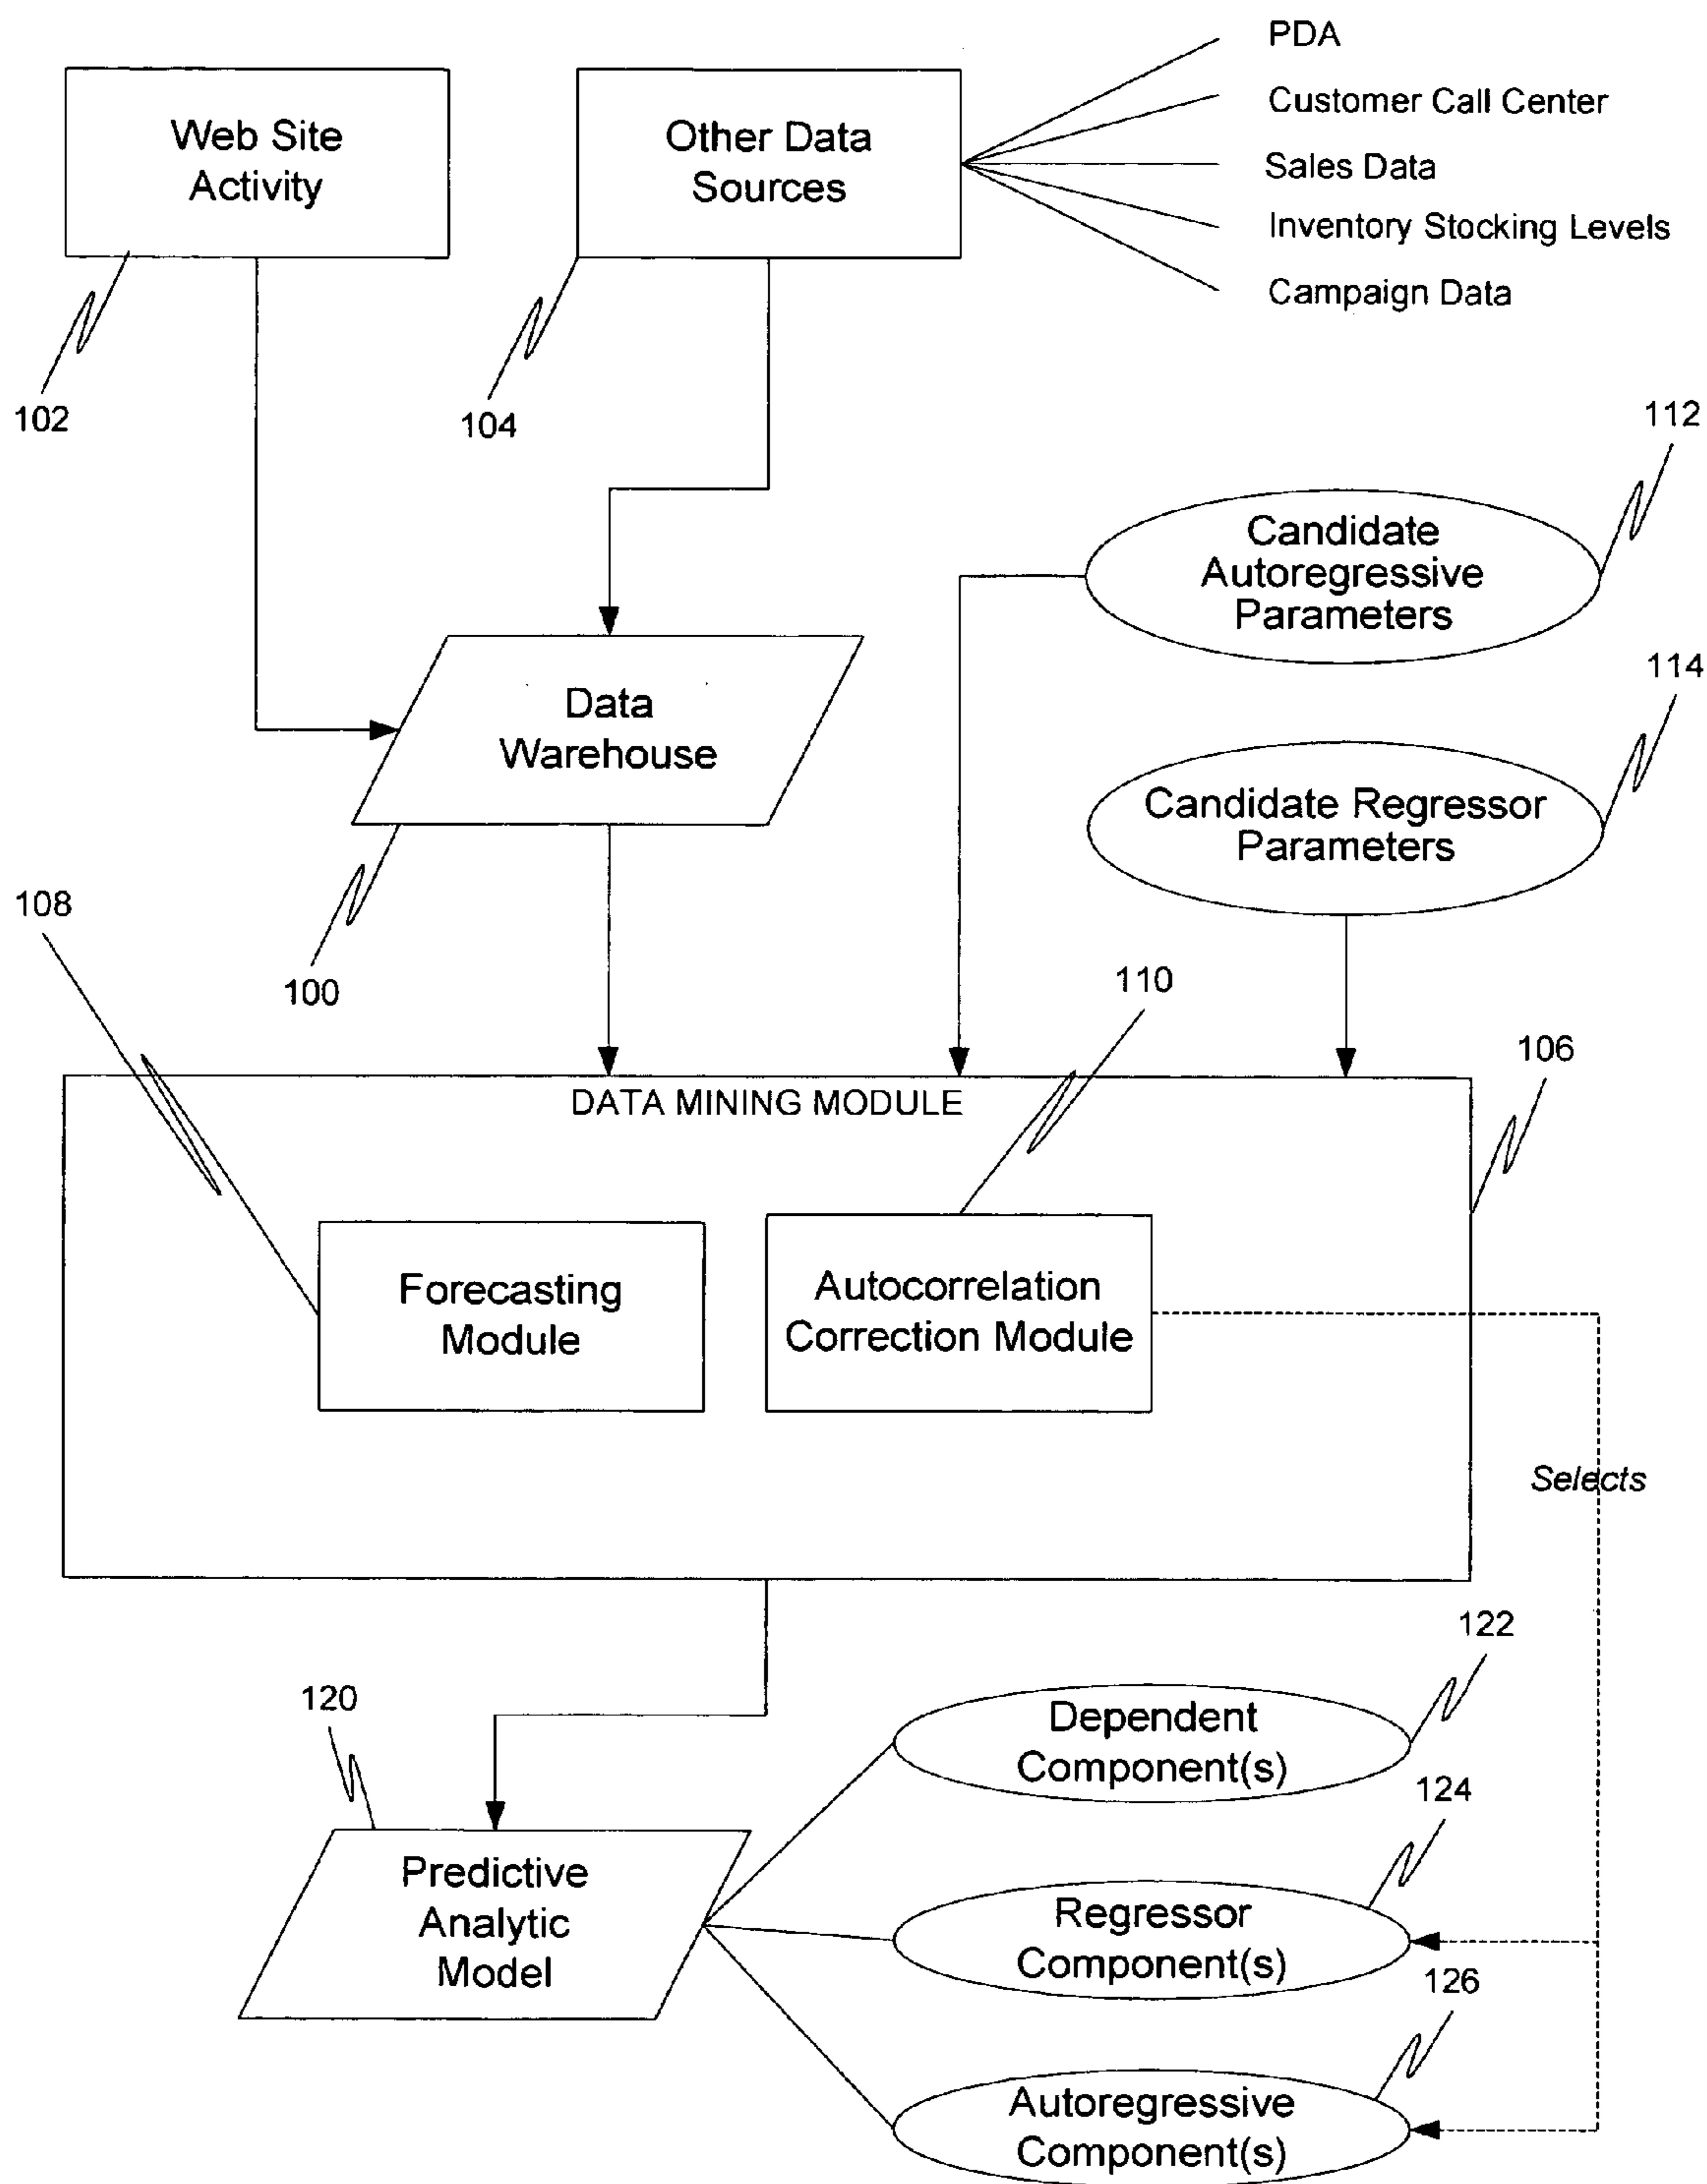 PDA
Web Site
Activity
Other Data
Sources
Customer Call Center
Sales Data
Inventory Stocking Levels
Campaign Data
102
104
112
Candidate
Autoregressive
Parameters
114
Data
Warehouse
Candidate Regressor
Parameters
108
100
110
106
DATA MINING MODULE
Forecasting
Module
Autocorrelation
Correction Module
Selects
122
120
Dependent
Component(s)
124
Predictive
Analytic
Model
Regressor
Component(s)
126
Autoregressive
Component(s)